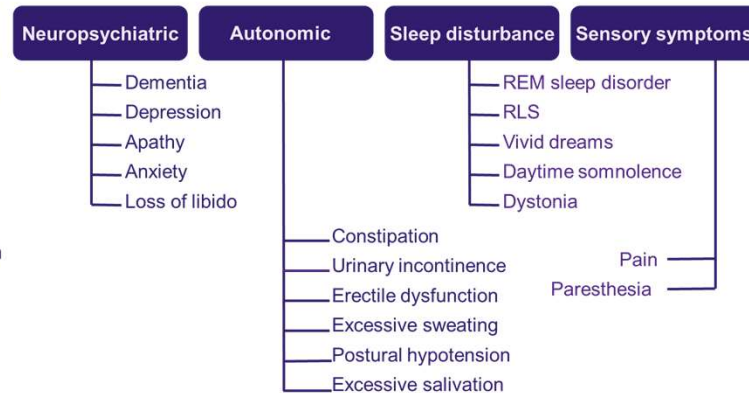 Neuropsychiatric
Dementia
Depression
Apathy
Anxiety
Loss of libido
Autonomic
Constipation
Urinary incontinence
Erectile dysfunction
Excessive sweating
Postural hypotension
Excessive salivation
Sleep disturbance
REM sleep disorder
RLS
Vivid dreams
Daytime somnolence
Dystonia
Sensory symptoms
Pain
Paresthesia